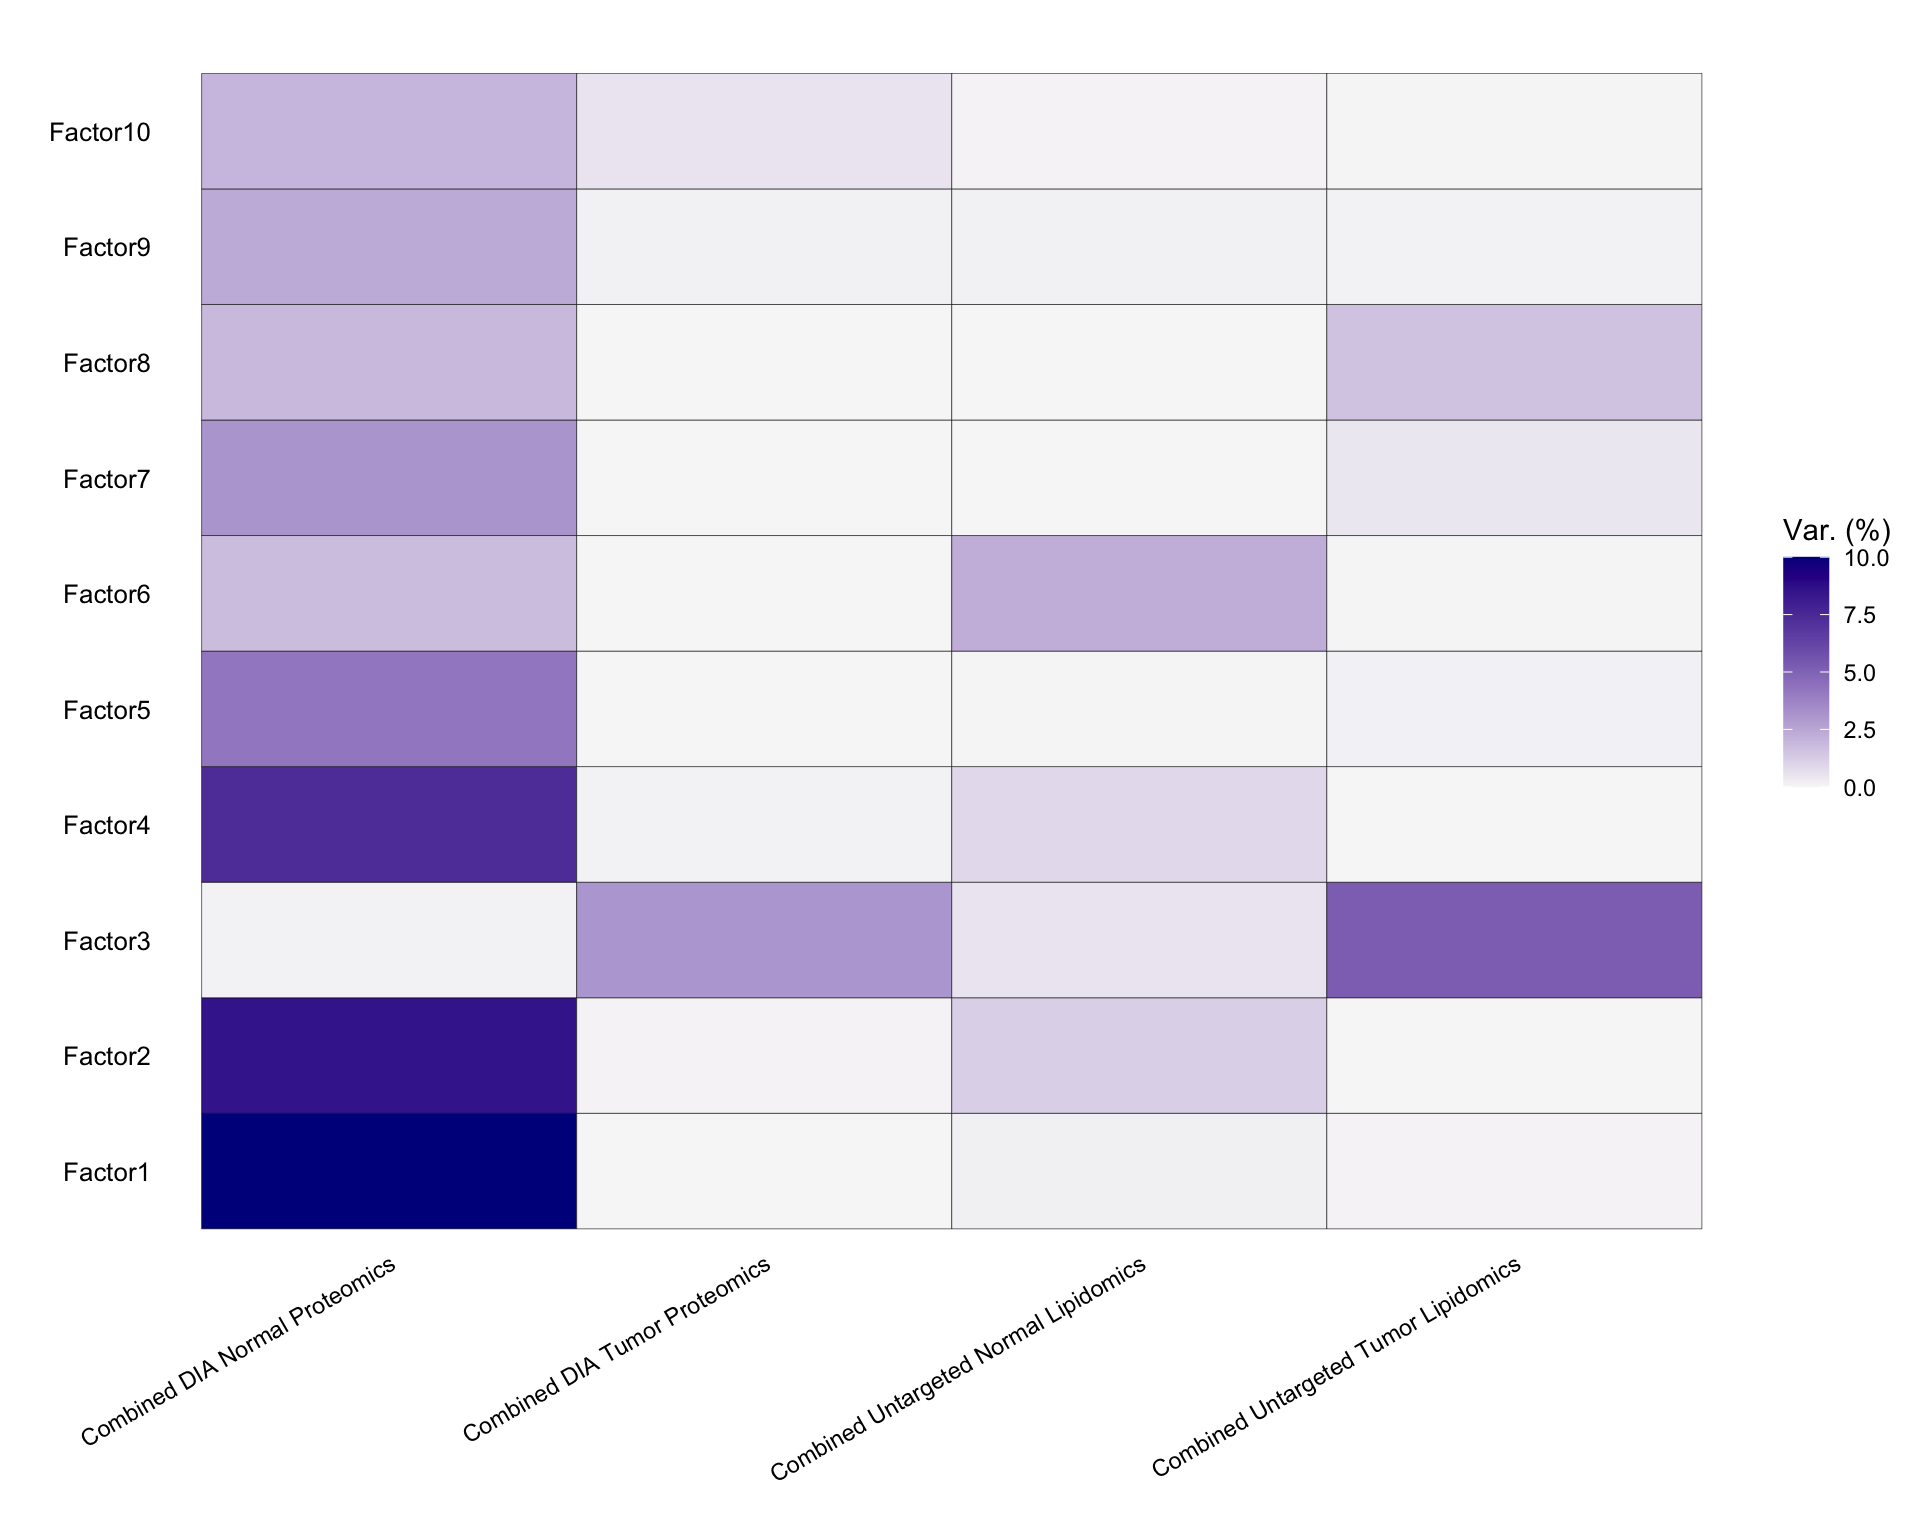 Factor10
Factor9
Factor8
Factor7
Factor6
Factor5
Factor4
Factor3
Factor2
Factor1
Combined DIA Normal Proteomics
Combined DIA Tumor Proteomics
Combined Untargeted Normal Lipidomics
Combined Untargeted Tumor Lipidomics
Var. (%)
10.0
7.5
5.0
2.5
0.0